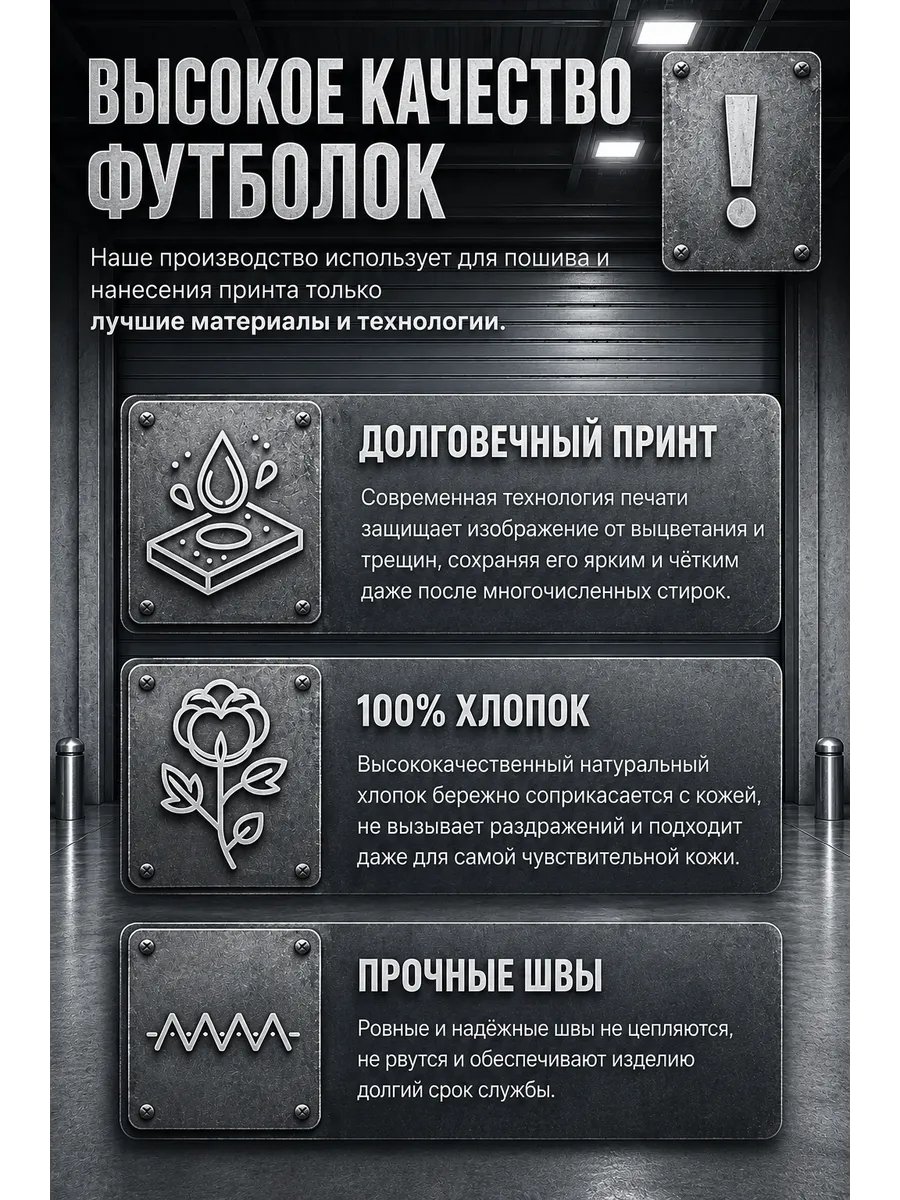 ВЫСОКОЕ КАЧЕСТВО
ФУТБОЛОК
!
Наше производство использует для пошива и
нанесения принта только
лучшие материалы и технологии.
ДОЛГОВЕЧНЫЙ ПРИНТ
Современная технология печати
защищает изображение от выцветания и
трещин, сохраняя его ярким и чётким
даже после многочисленных стирок.
100% ХЛОПОК
Высококачественный натуральный
хлопок бережно соприкасается с кожей,
не вызывает раздражений и подходит
даже для самой чувствительной кожи.
ПРОЧНЫЕ ШВЫ
Ровные и надёжные швы не цепляются,
не рвутся и обеспечивают изделию
долгий срок службы.